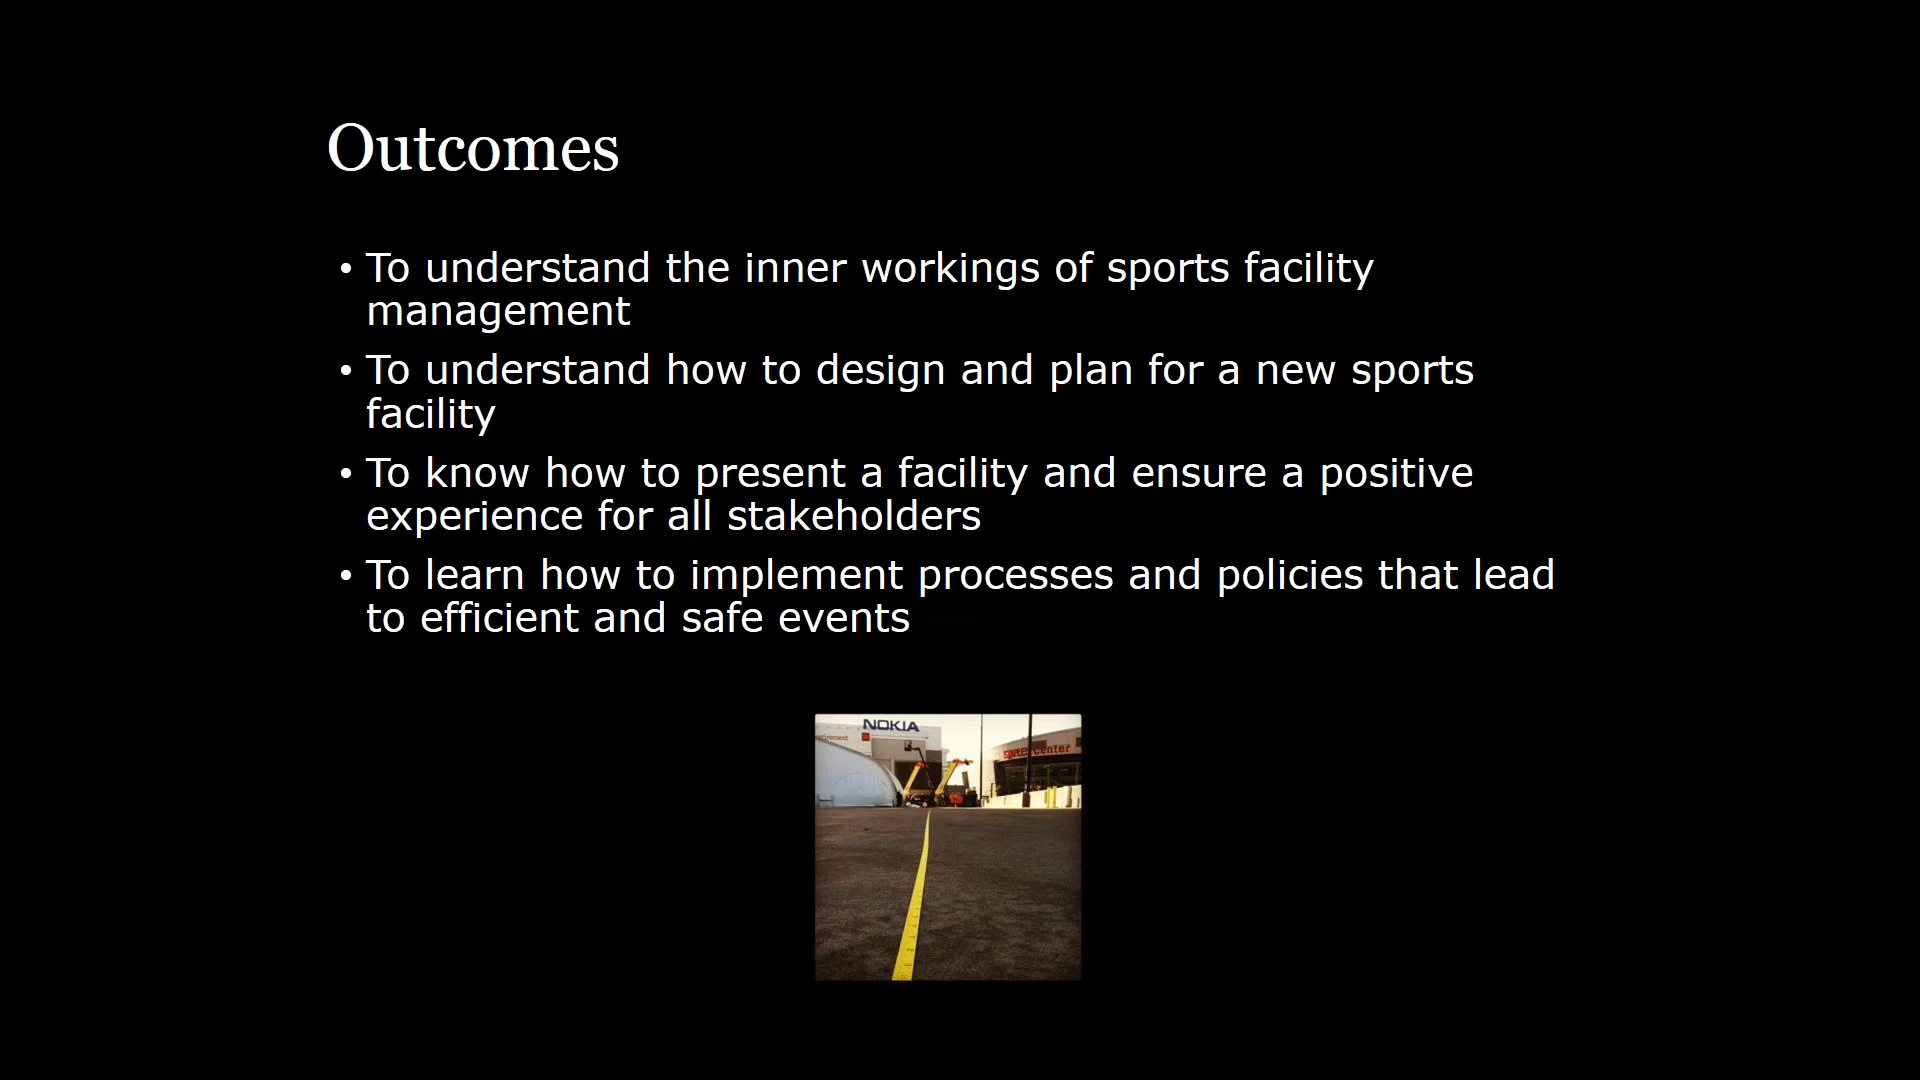 Outcomes
• To understand the inner workings of sports facility
management
• To understand how to design and plan for a new sports
facility
• To know how to present a facility and ensure a positive
experience for all stakeholders
• To learn how to implement processes and policies that lead
to efficient and safe events
NOKIA
STAPLES Center